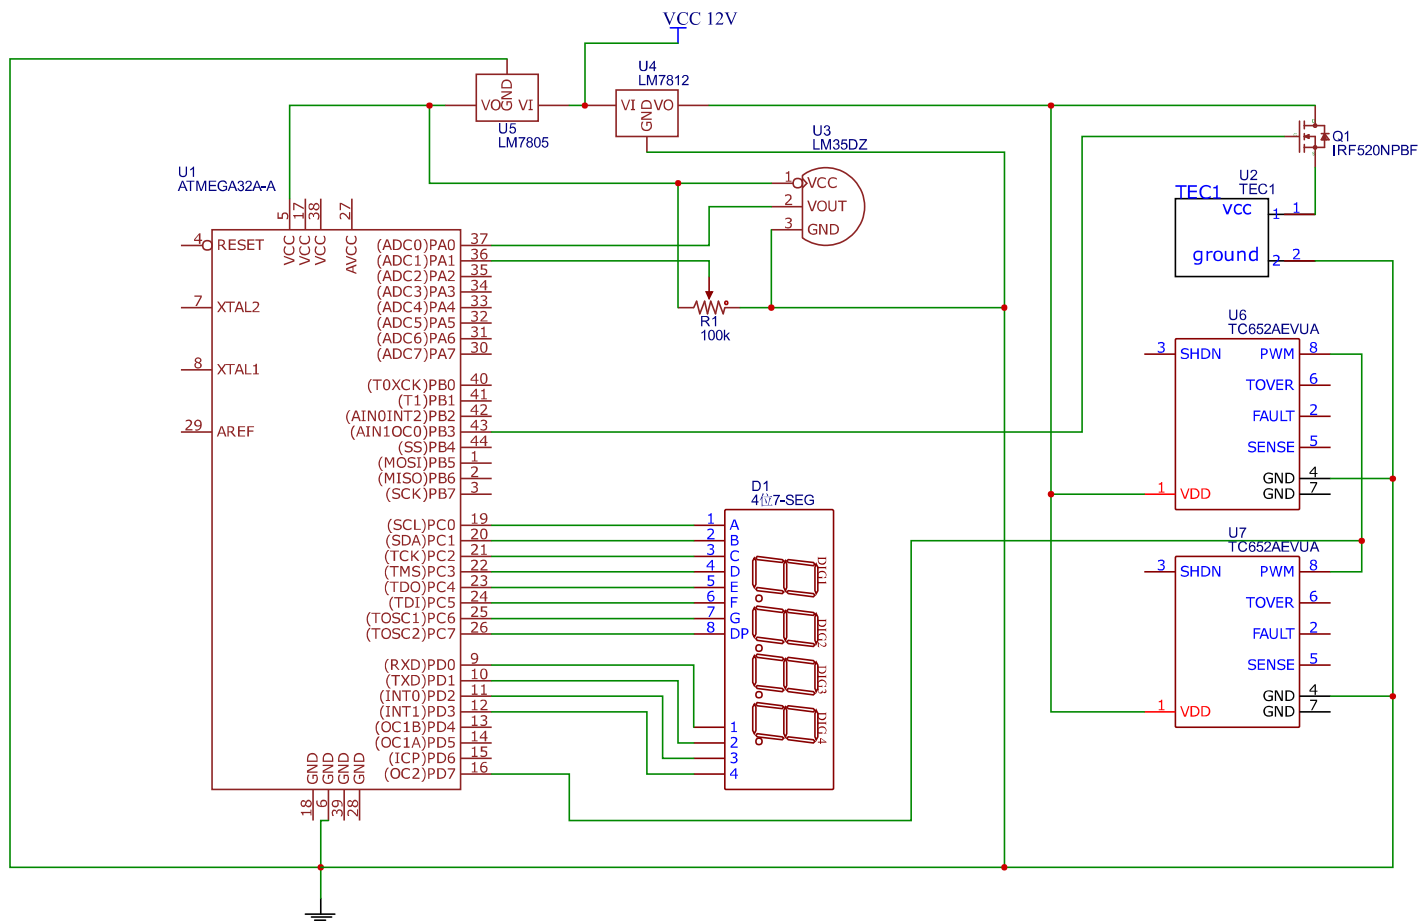 VCC 12V
U4
LM7812
VI
VO
GND
VO
GND
VI
U5
LM7805
U3
LM35DZ
1
VCC
2
VOUT
3
GND
Q1
IRF520NPBF
U2
TEC1
TEC1
vcc
1
1
ground
2
2
U1
ATMEGA32A-A
5
17
38
27
VCC
VCC
VCC
AVCC
4
RESET
7
XTAL2
8
XTAL1
29
AREF
(ADC0)PA0
37
(ADC1)PA1
36
(ADC2)PA2
35
(ADC3)PA3
34
(ADC4)PA4
33
(ADC5)PA5
32
(ADC6)PA6
31
(ADC7)PA7
30
(T0XCK)PB0
40
(T1)PB1
41
(AIN0INT2)PB2
42
(AIN1OC0)PB3
43
(SS)PB4
44
(MOSI)PB5
1
(MISO)PB6
2
(SCK)PB7
3
(SCL)PC0
19
(SDA)PC1
20
(TCK)PC2
21
(TMS)PC3
22
(TDO)PC4
23
(TDI)PC5
24
(TOSC1)PC6
25
(TOSC2)PC7
26
(RXD)PD0
9
(TXD)PD1
10
(INT0)PD2
11
(INT1)PD3
12
(OC1B)PD4
13
(OC1A)PD5
14
(ICP)PD6
15
(OC2)PD7
16
GND
GND
GND
GND
18
6
39
28
R1
100k
D1
4位7-SEG
1
A
2
B
3
C
4
D
5
E
6
F
7
G
8
DP
1
2
3
4
DIG1
DIG2
DIG3
DIG4
U6
TC652AEVUA
3
SHDN
PWM
8
TOVER
6
FAULT
2
SENSE
5
GND
4
GND
7
1
VDD
U7
TC652AEVUA
3
SHDN
PWM
8
TOVER
6
FAULT
2
SENSE
5
GND
4
GND
7
1
VDD